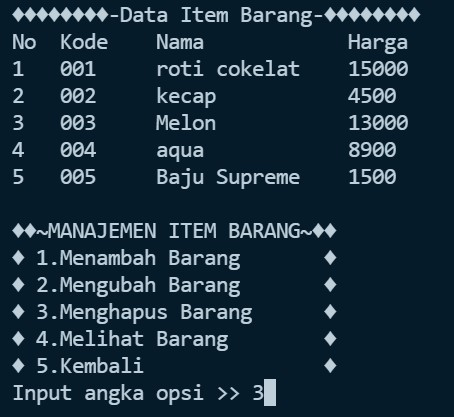 ♦♦♦♦♦♦♦♦-Data Item Barang-♦♦♦♦♦♦♦♦
No Kode Nama Harga
1 001 roti cokelat 15000
2 002 kecap 4500
3 003 Melon 13000
4 004 aqua 8900
5 005 Baju Supreme 1500
♦♦~MANAJEMEN ITEM BARANG~♦♦
♦ 1.Menambah Barang ♦
♦ 2.Mengubah Barang ♦
♦ 3.Menghapus Barang ♦
♦ 4.Melihat Barang ♦
♦ 5.Kembali ♦
Input angka opsi >> 3